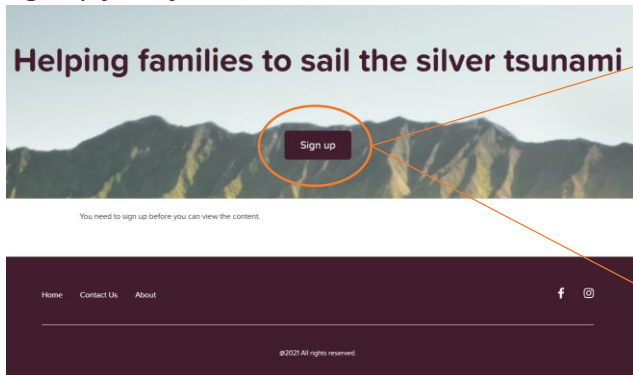 Helping families to sail the silver tsunami
Sign up
You need to sign up before you can view the content.
Home Contact Us About
@2021 All rights reserved.